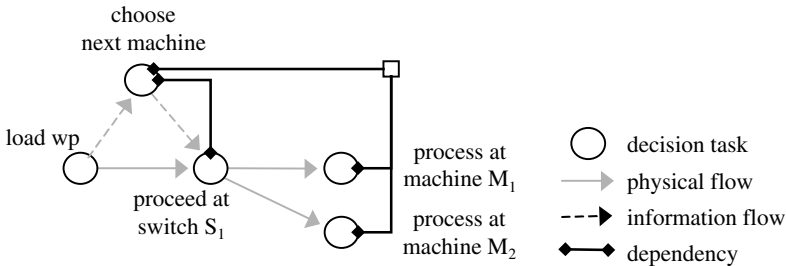 choose
next machine
load wp
proceed at
switch S1
process at
machine M1
process at
machine M2
decision task
physical flow
information flow
dependency